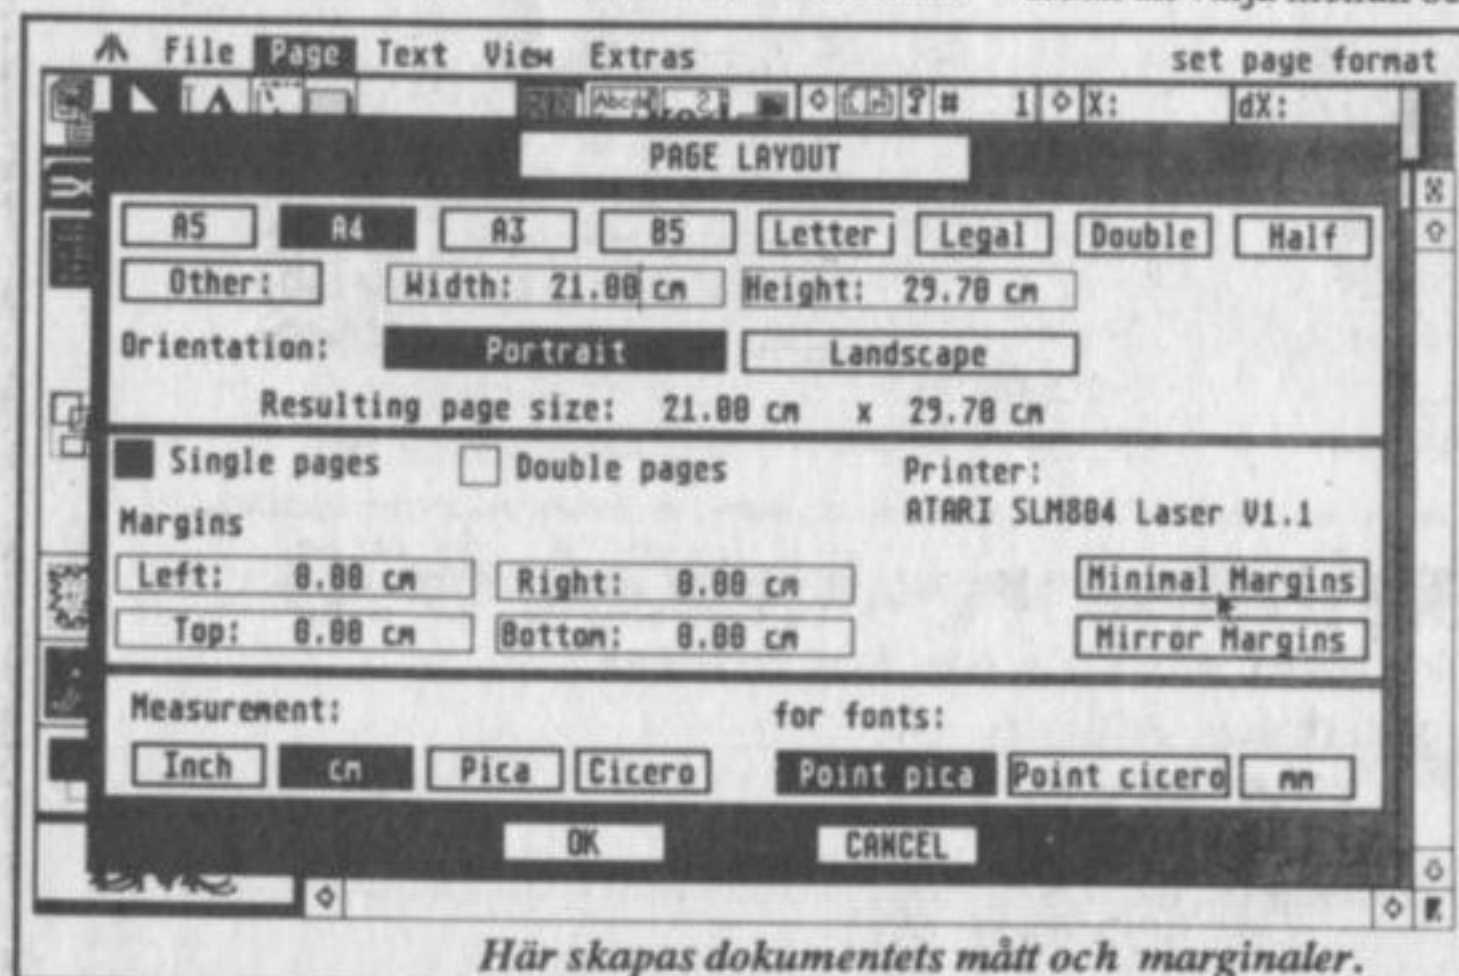 File Page Text View Extras set page format
# 1 X: dX:
PAGE LAYOUT
A5 A4 A3 B5 Letter Legal Double Half
Other: Width: 21.00 cm Height: 29.70 cm
Orientation: Portrait Landscape
Resulting page size: 21.00 cm x 29.70 cm
Single pages Double pages Printer:
ATARI SLM804 Laser V1.1
Margins
Left: 0.00 cm Right: 0.00 cm Minimal Margins
Top: 0.00 cm Bottom: 0.00 cm Mirror Margins
Measurement: for fonts:
Inch cm Pica Cicero Point pica Point cicero mm
OK CANCEL
Här skapas dokumentets mått och marginaler.